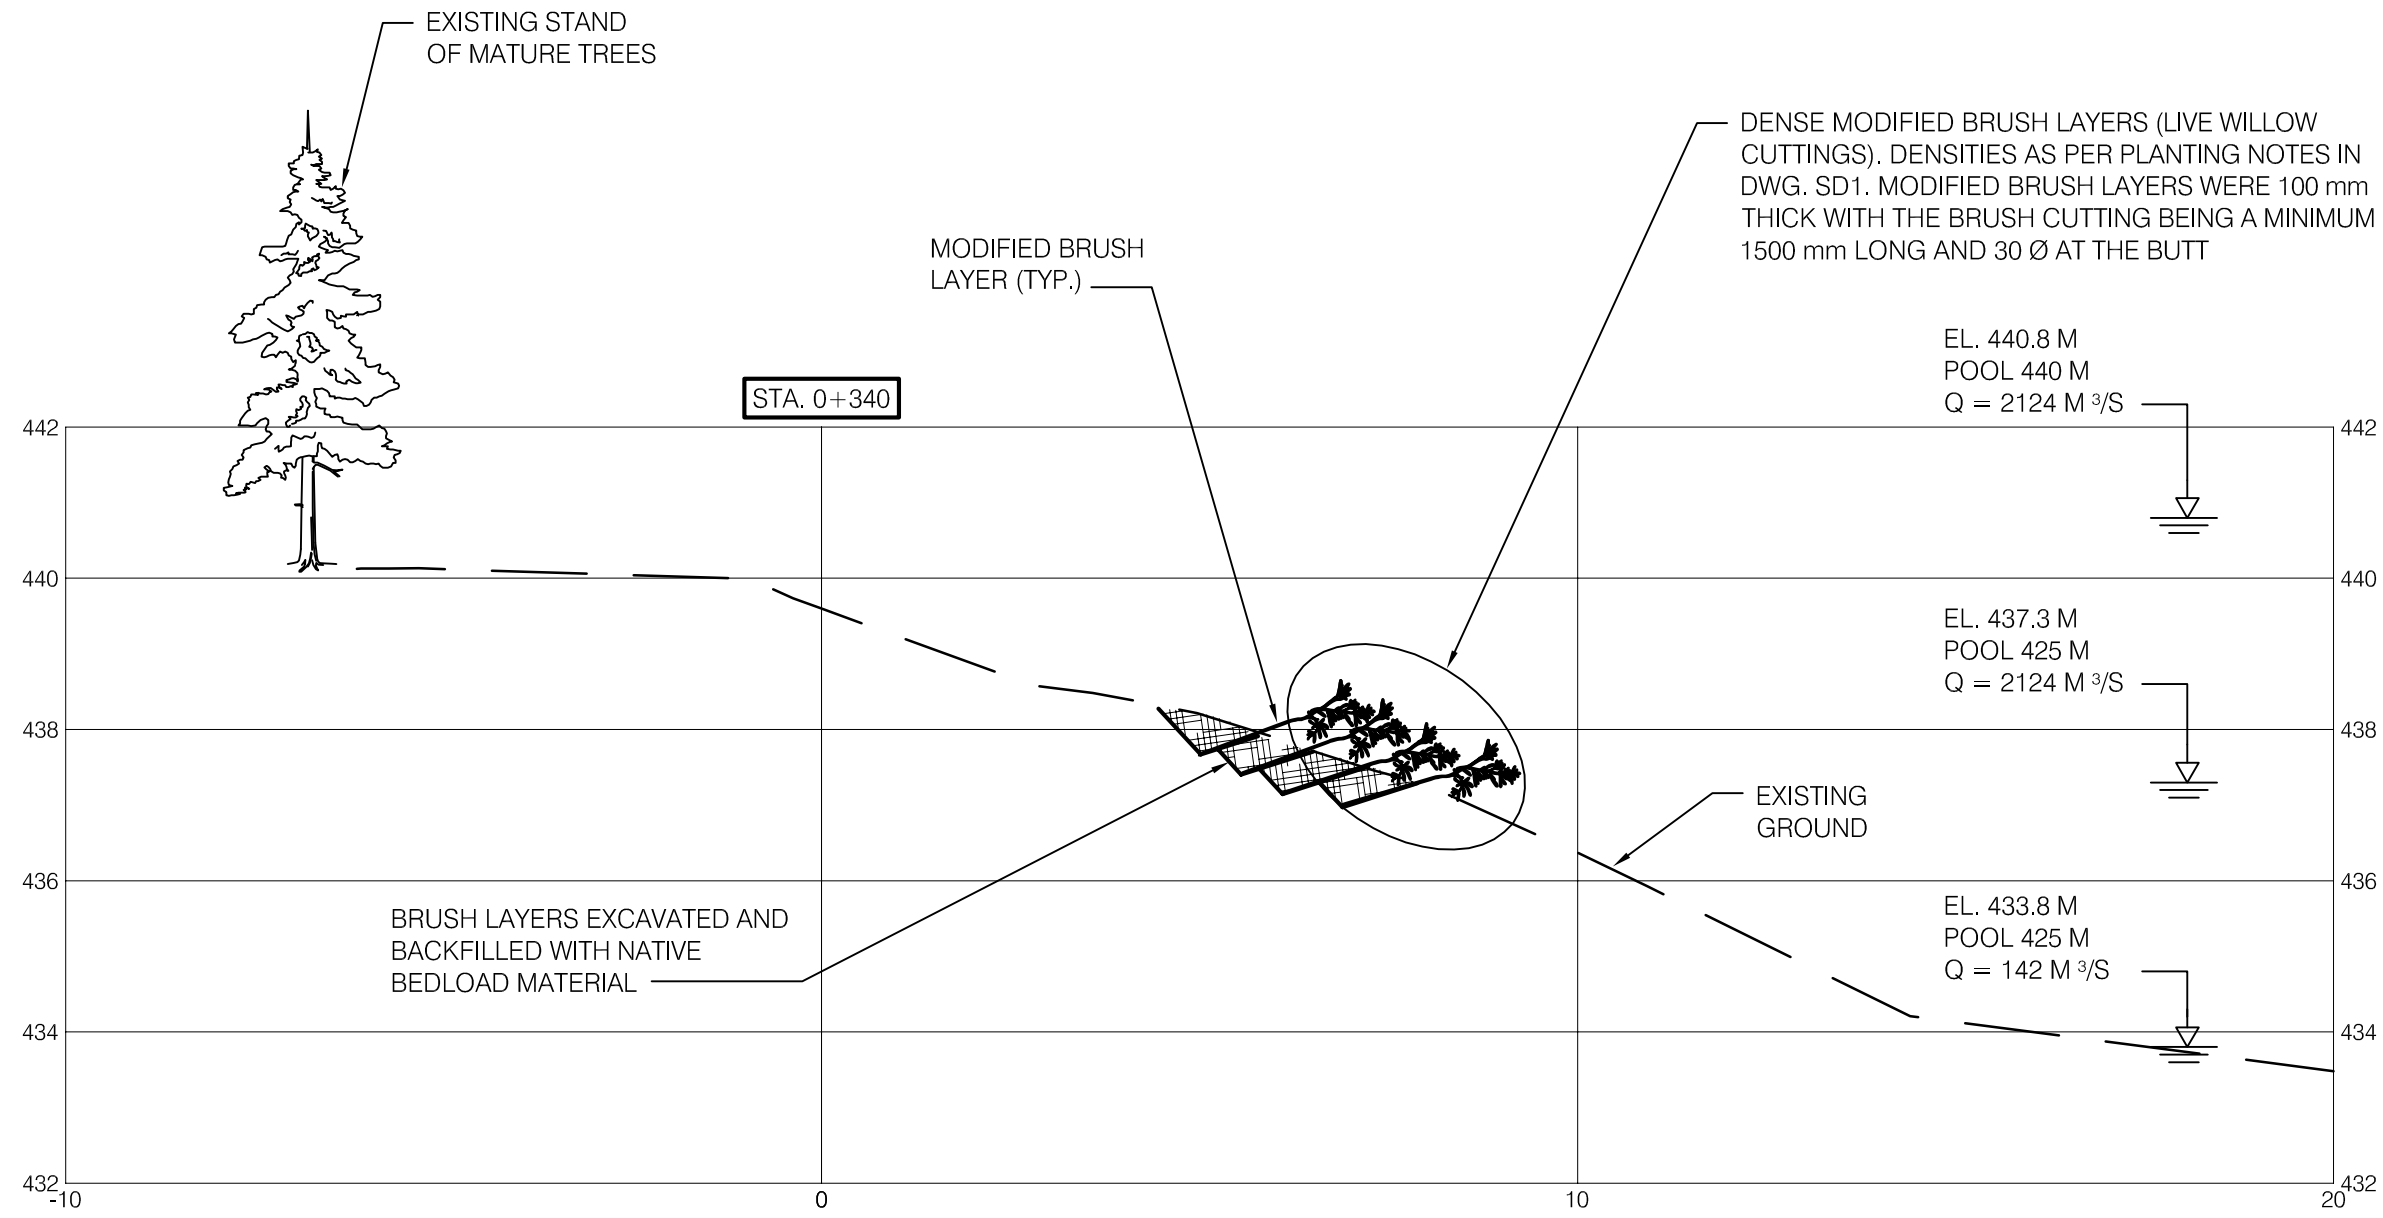 EXISTING STAND
OF MATURE TREES
DENSE MODIFIED BRUSH LAYERS (LIVE WILLOW
CUTTINGS). DENSITIES AS PER PLANTING NOTES IN
DWG. SD1. MODIFIED BRUSH LAYERS WERE 100 mm
THICK WITH THE BRUSH CUTTING BEING A MINIMUM
1500 mm LONG AND 30 Ø AT THE BUTT
MODIFIED BRUSH
LAYER (TYP.)
EL. 440.8 M
POOL 440 M
Q = 2124 M ³/S
STA. 0+340
442
442
440
440
EL. 437.3 M
POOL 425 M
Q = 2124 M ³/S
438
438
EXISTING
GROUND
436
436
BRUSH LAYERS EXCAVATED AND
BACKFILLED WITH NATIVE
BEDLOAD MATERIAL
EL. 433.8 M
POOL 425 M
Q = 142 M ³/S
434
434
432
432
-10
0
10
20